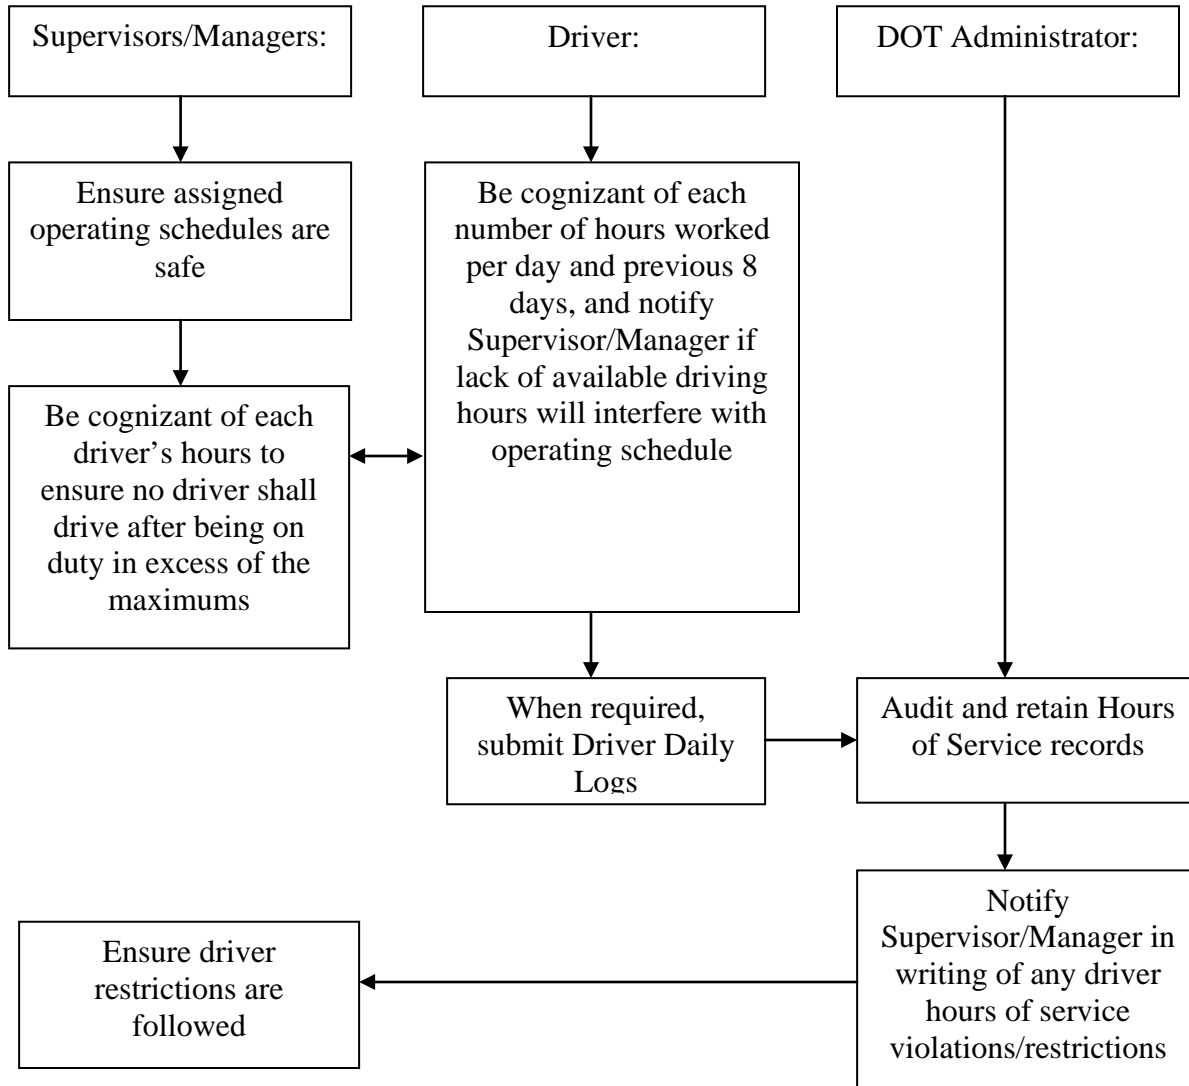 Supervisors/Managers:
Driver:
DOT Administrator:
Ensure assigned
operating schedules are
safe
Be cognizant of each
number of hours worked
per day and previous 8
days, and notify
Supervisor/Manager if
lack of available driving
hours will interfere with
operating schedule
Be cognizant of each
driver’s hours to
ensure no driver shall
drive after being on
duty in excess of the
maximums
When required,
submit Driver Daily
Logs
Audit and retain Hours
of Service records
Notify
Supervisor/Manager in
writing of any driver
hours of service
violations/restrictions
Ensure driver
restrictions are
followed